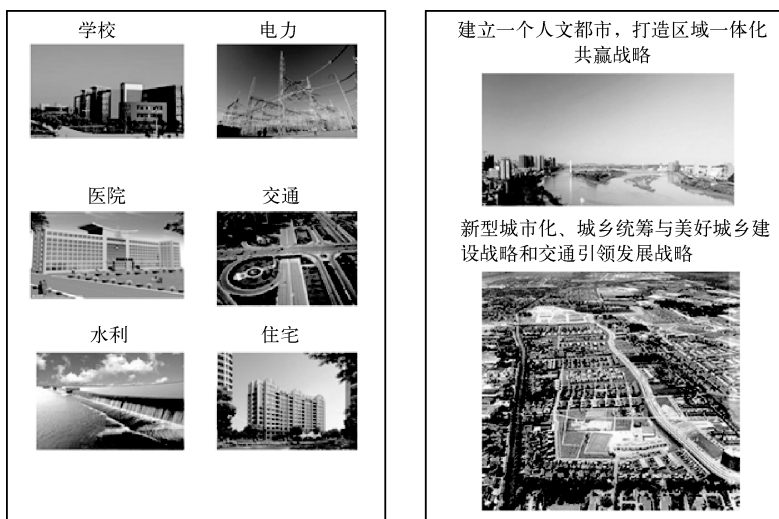 学校
电力
医院
交通
水利
住宅
建立一个人文都市，打造区域一体化
共赢战略
新型城市化、城乡统筹与美好城乡建
设战略和交通引领发展战略